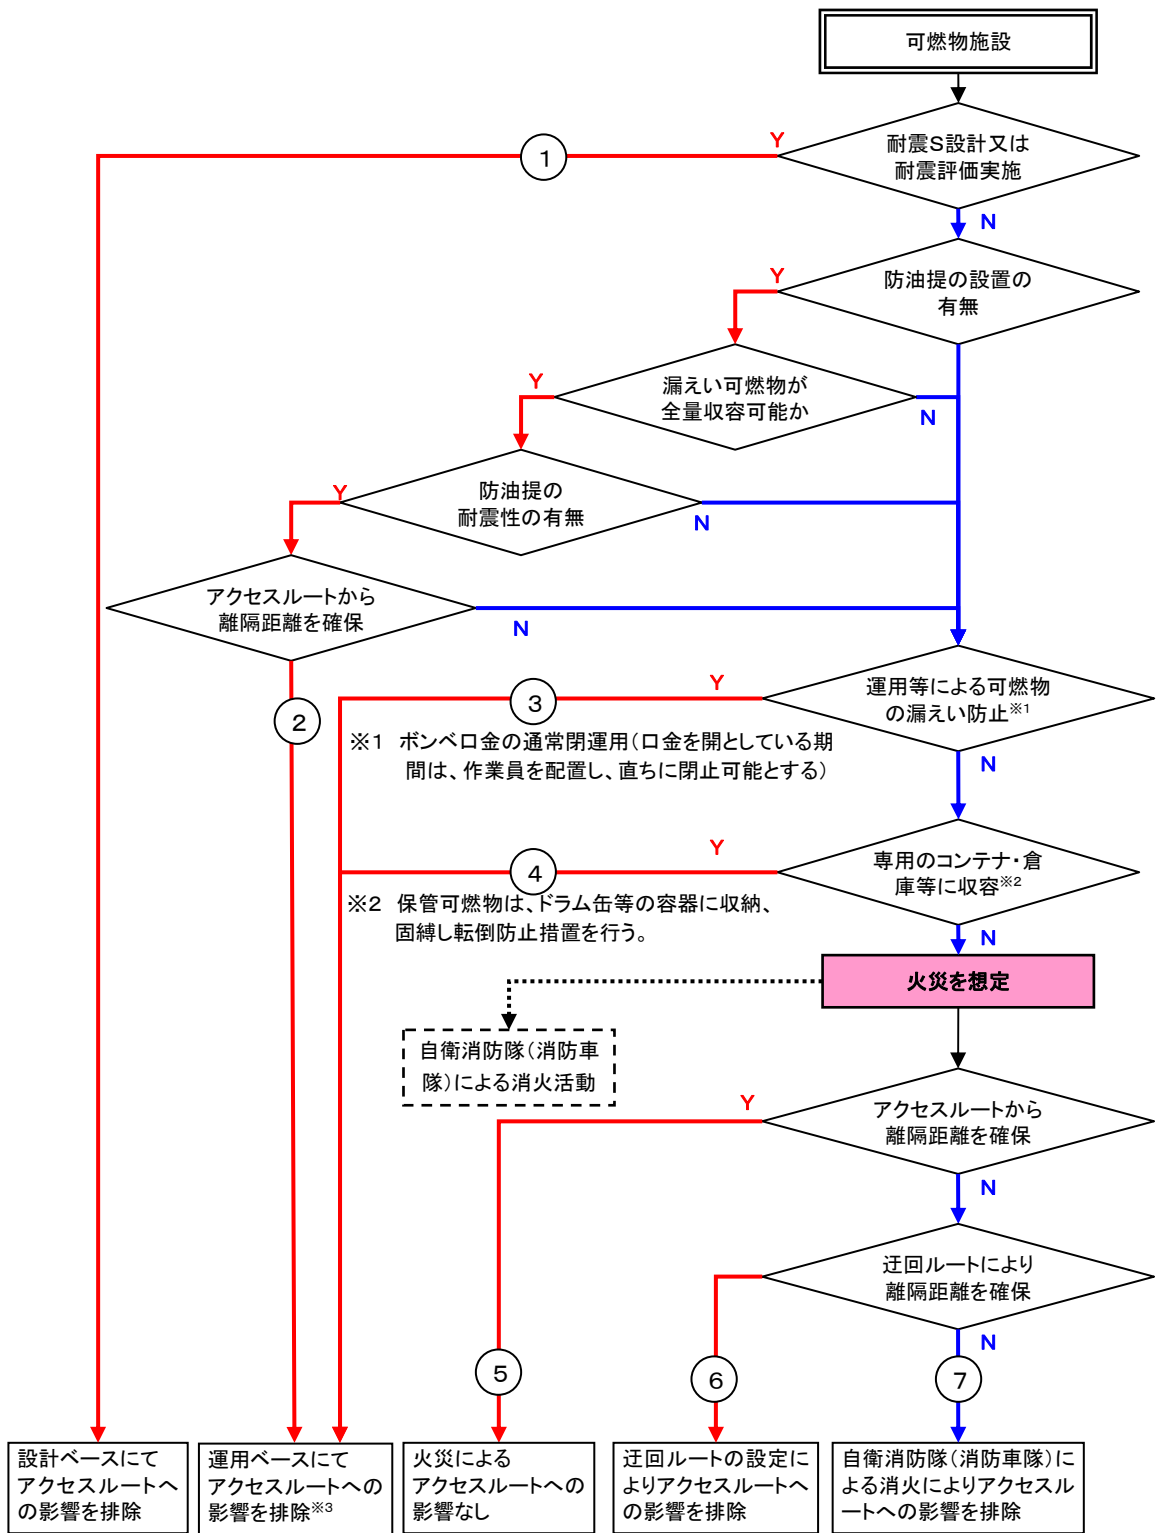 可燃物施設
Y
1
耐震S設計又は
耐震評価実施
N
Y
防油提の設置の
有無
Y
漏えい可燃物が
全量収容可能か
N
Y
防油提の
耐震性の有無
N
アクセスルートから
離隔距離を確保
N
2
Y
3
運用等による可燃物
の漏えい防止※1
※1 ボンベ口金の通常閉運用(口金を開としている期
間は、作業員を配置し、直ちに閉止可能とする)
N
Y
4
専用のコンテナ・倉
庫等に収容※2
※2 保管可燃物は、ドラム缶等の容器に収納、
固縛し転倒防止措置を行う。
N
火災を想定
自衛消防隊(消防車
隊)による消火活動
Y
アクセスルートから
離隔距離を確保
N
迂回ルートにより
離隔距離を確保
N
5
6
7
設計ベースにて
アクセスルートへ
の影響を排除
運用ベースにて
アクセスルートへの
影響を排除※3
火災による
アクセスルートへの
影響なし
迂回ルートの設定に
よりアクセスルートへ
の影響を排除
自衛消防隊(消防車隊)に
よる消火によりアクセスル
ートへの影響を排除